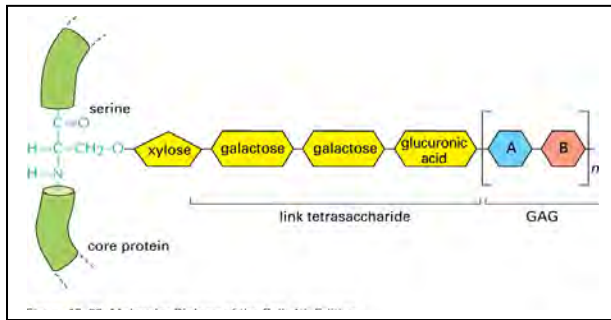 serine
C=O
H–C–CH₂–O
H–N
xylose
galactose
galactose
glucuronic
acid
A
B
n
link tetrasaccharide
GAG
core protein